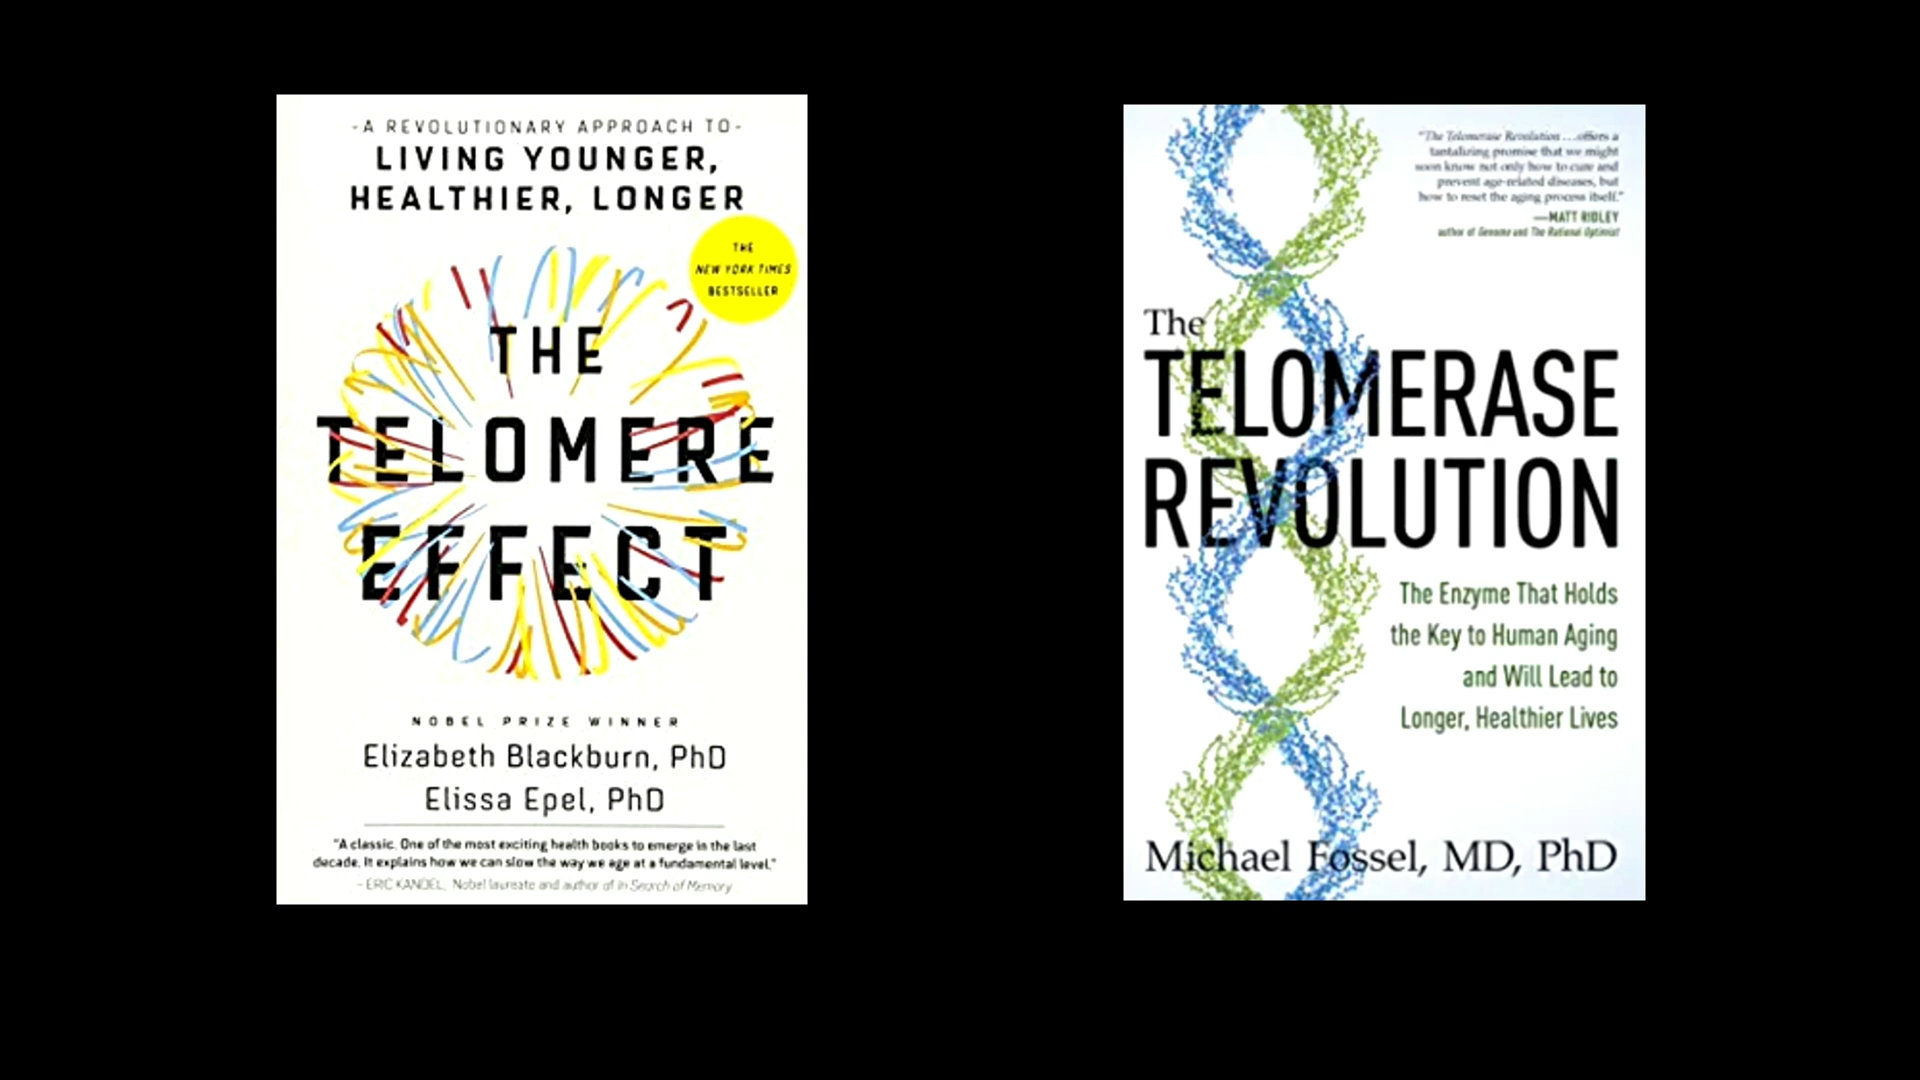 -A REVOLUTIONARY APPROACH TO-
LIVING YOUNGER,
HEALTHIER, LONGER
THE
NEW YORK TIMES
BESTSELLER
THE
TELOMERE
EFFECT
NOBEL PRIZE WINNER
Elizabeth Blackburn, PhD
Elissa Epel, PhD
"A classic. One of the most exciting health books to emerge in the last
decade. It explains how we can slow the way we age at a fundamental level."
- ERIC KANDEL, Nobel laureate and author of In Search of Memory
"The Telomerase Revolution ...offers a
tantalizing promise that we might
soon know not only how to cure and
prevent age-related diseases, but
how to reset the aging process itself."
—MATT RIDLEY
author of Genome and The Rational Optimist
The
TELOMERASE
REVOLUTION
The Enzyme That Holds
the Key to Human Aging
and Will Lead to
Longer, Healthier Lives
Michael Fossel, MD, PhD